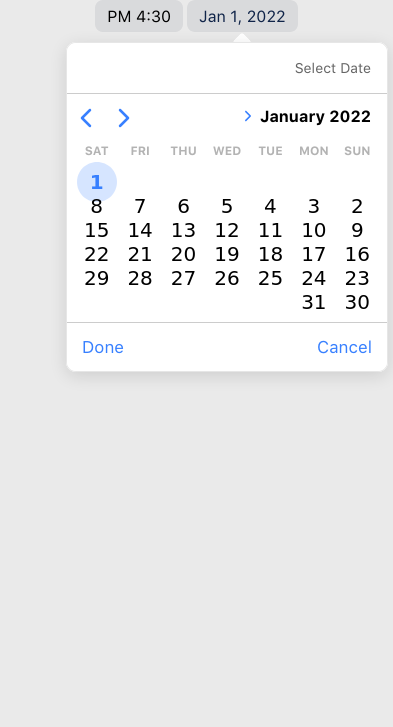 PM 4:30 Jan 1, 2022
Select Date
January 2022
SAT FRI THU WED TUE MON SUN
1
8 7 6 5 4 3 2
15 14 13 12 11 10 9
22 21 20 19 18 17 16
29 28 27 26 25 24 23
31 30
Done Cancel